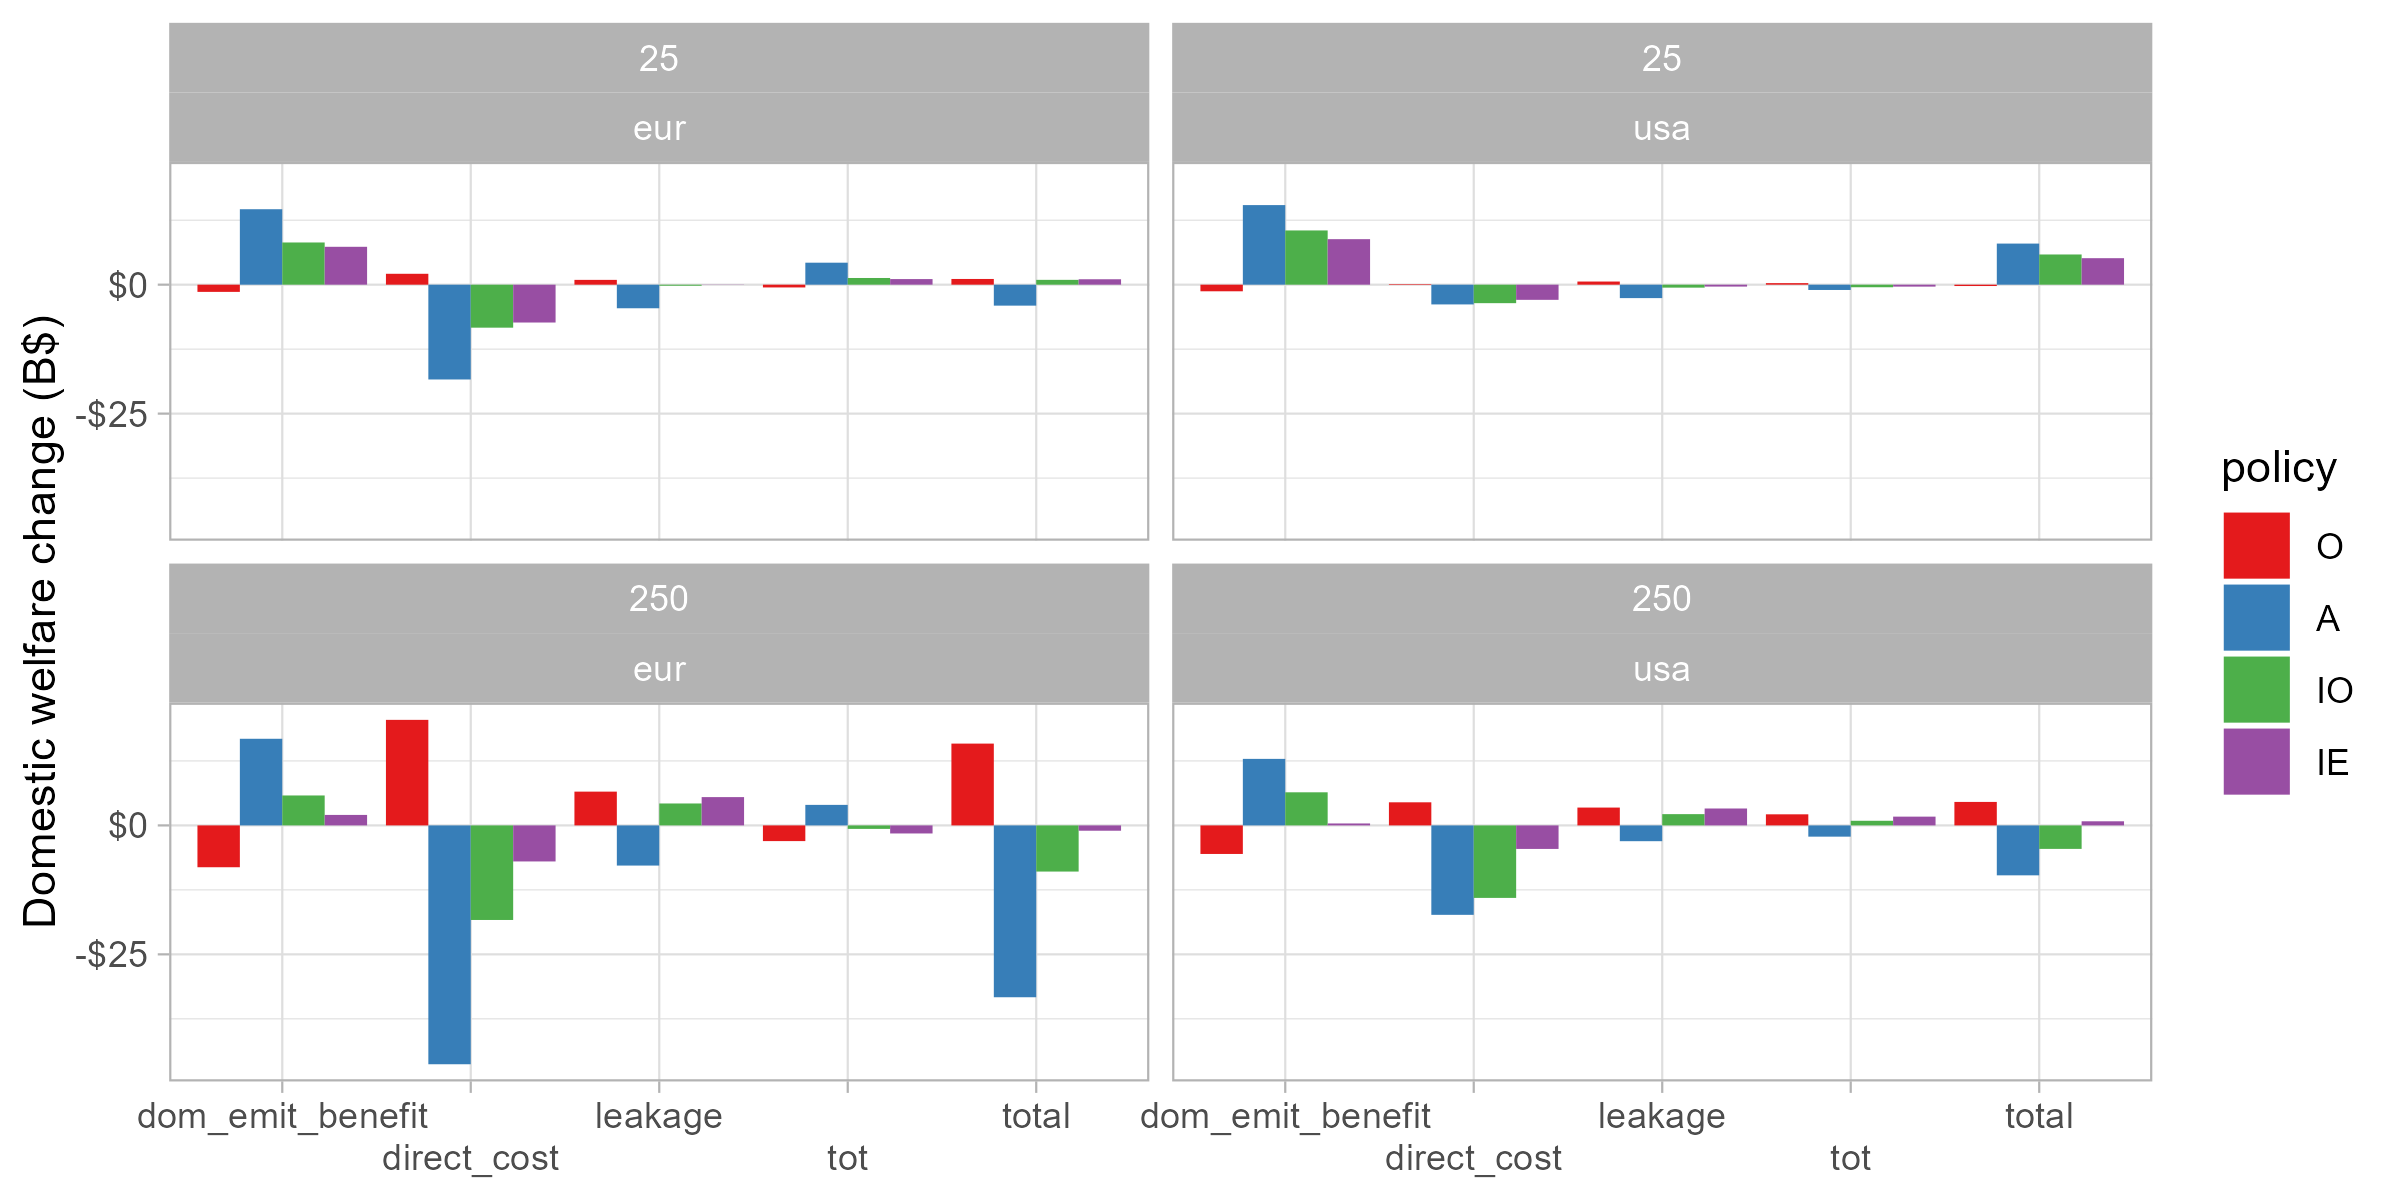 25
eur
25
usa
$0
-$25
250
eur
250
usa
$0
-$25
Domestic welfare change (B$)
dom_emit_benefit
direct_cost
leakage
tot
total
dom_emit_benefit
direct_cost
leakage
tot
total
policy
O
A
IO
IE